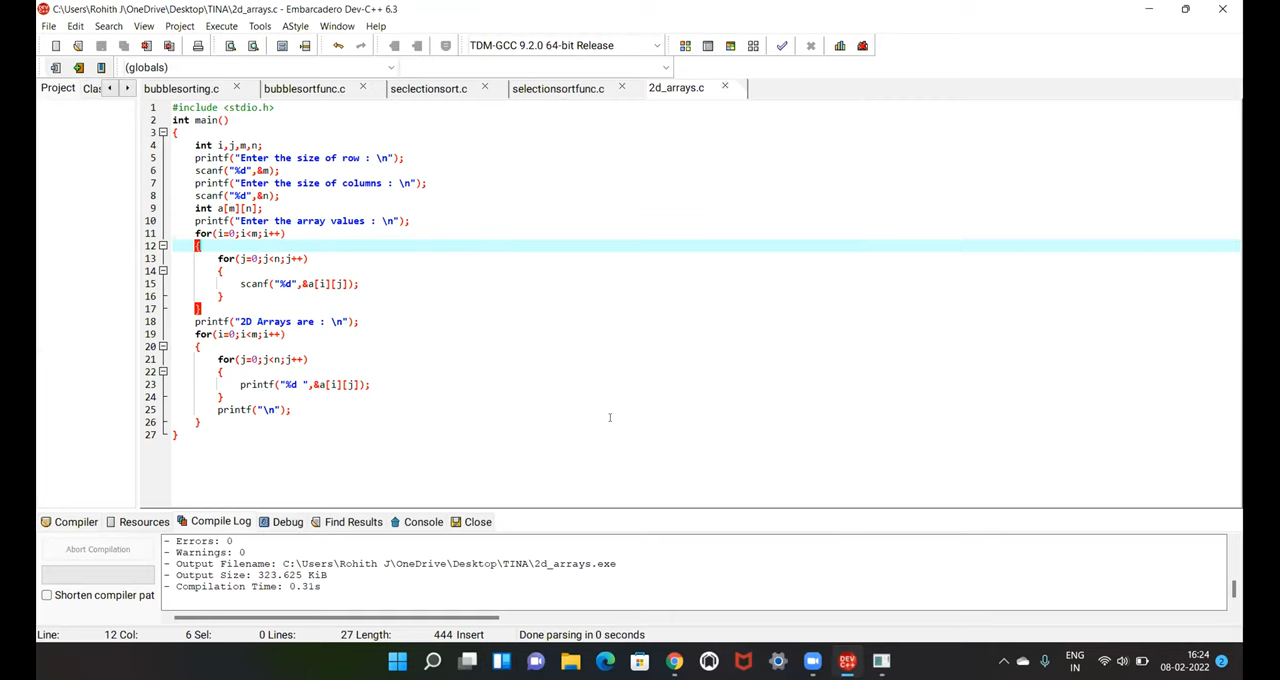 C:\Users\Rohith J\OneDrive\Desktop\TINA\2d_arrays.c - Embarcadero Dev-C++ 6.3
File Edit Search View Project Execute Tools AStyle Window Help
TDM-GCC 9.2.0 64-bit Release
(globals)
Project Clas bubblesorting.c bubblesortfunc.c seclectionsort.c selectionsortfunc.c 2d_arrays.c
1 #include <stdio.h>
2 int main()
3 {
4 int i,j,m,n;
5 printf("Enter the size of row : \n");
6 scanf("%d",&m);
7 printf("Enter the size of columns : \n");
8 scanf("%d",&n);
9 int a[m][n];
10 printf("Enter the array values : \n");
11 for(i=0;i<m;i++)
12 {
13 for(j=0;j<n;j++)
14 {
15 scanf("%d",&a[i][j]);
16 }
17 }
18 printf("2D Arrays are : \n");
19 for(i=0;i<m;i++)
20 {
21 for(j=0;j<n;j++)
22 {
23 printf("%d ",&a[i][j]);
24 }
25 printf("\n");
26 }
27 }
Compiler Resources Compile Log Debug Find Results Console Close
Abort Compilation
Shorten compiler pat
- Errors: 0
- Warnings: 0
- Output Filename: C:\Users\Rohith J\OneDrive\Desktop\TINA\2d_arrays.exe
- Output Size: 323.625 KiB
- Compilation Time: 0.31s
Line: 12 Col: 6 Sel: 0 Lines: 27 Length: 444 Insert Done parsing in 0 seconds
DEV C++
ENG
IN
16:24
08-02-2022
2